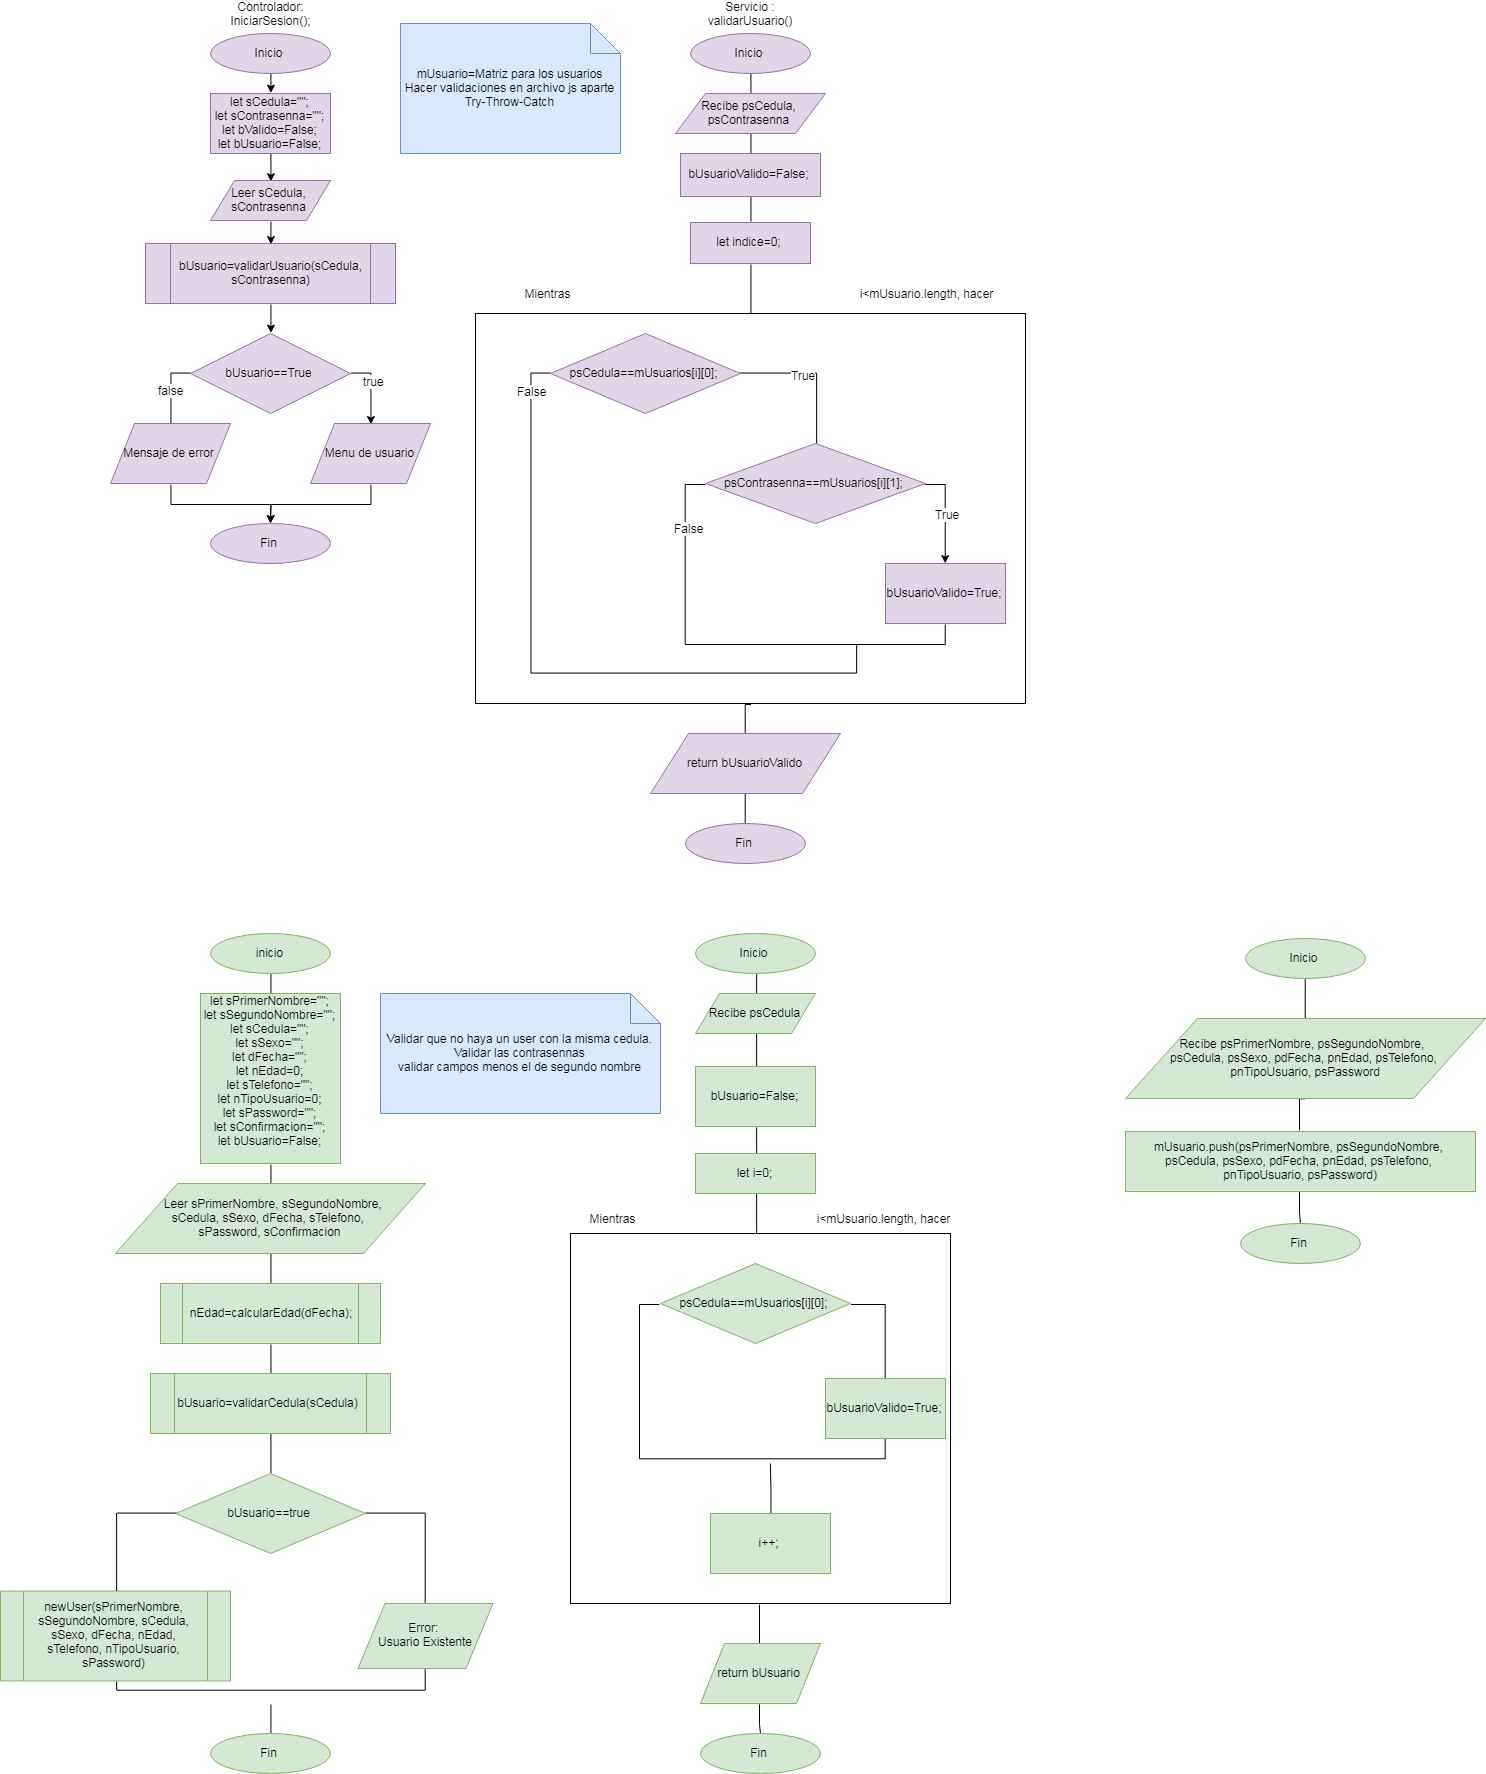 Controlador:
IniciarSesion();
Inicio
let sCedula="";
let sContrasenna="";
let bValido=False;
let bUsuario=False;
Leer sCedula,
sContrasenna
bUsuario=validarUsuario(sCedula,
sContrasenna)
bUsuario==True
false
true
Mensaje de error
Menu de usuario
Fin
mUsuario=Matriz para los usuarios
Hacer validaciones en archivo js aparte
Try-Throw-Catch
Servicio :
validarUsuario()
Inicio
Recibe psCedula,
psContrasenna
bUsuarioValido=False;
let indice=0;
Mientras
i<mUsuario.length, hacer
psCedula==mUsuarios[i][0];
False
True
psContrasenna==mUsuarios[i][1];
False
True
bUsuarioValido=True;
return bUsuarioValido
Fin
inicio
let sPrimerNombre="";
let sSegundoNombre="";
let sCedula="";
let sSexo="";
let dFecha="";
let nEdad=0;
let sTelefono="";
let nTipoUsuario=0;
let sPassword="";
let sConfirmacion="";
let bUsuario=False;
Leer sPrimerNombre, sSegundoNombre,
sCedula, sSexo, dFecha, sTelefono,
sPassword, sConfirmacion
nEdad=calcularEdad(dFecha);
bUsuario=validarCedula(sCedula)
bUsuario==true
newUser(sPrimerNombre,
sSegundoNombre, sCedula,
sSexo, dFecha, nEdad,
sTelefono, nTipoUsuario,
sPassword)
Error:
Usuario Existente
Fin
Validar que no haya un user con la misma cedula.
Validar las contrasennas
validar campos menos el de segundo nombre
Inicio
Recibe psCedula
bUsuario=False;
let i=0;
Mientras
i<mUsuario.length, hacer
psCedula==mUsuarios[i][0];
bUsuarioValido=True;
i++;
return bUsuario
Fin
Inicio
Recibe psPrimerNombre, psSegundoNombre,
psCedula, psSexo, pdFecha, pnEdad, psTelefono,
pnTipoUsuario, psPassword
mUsuario.push(psPrimerNombre, psSegundoNombre,
psCedula, psSexo, pdFecha, pnEdad, psTelefono,
pnTipoUsuario, psPassword)
Fin